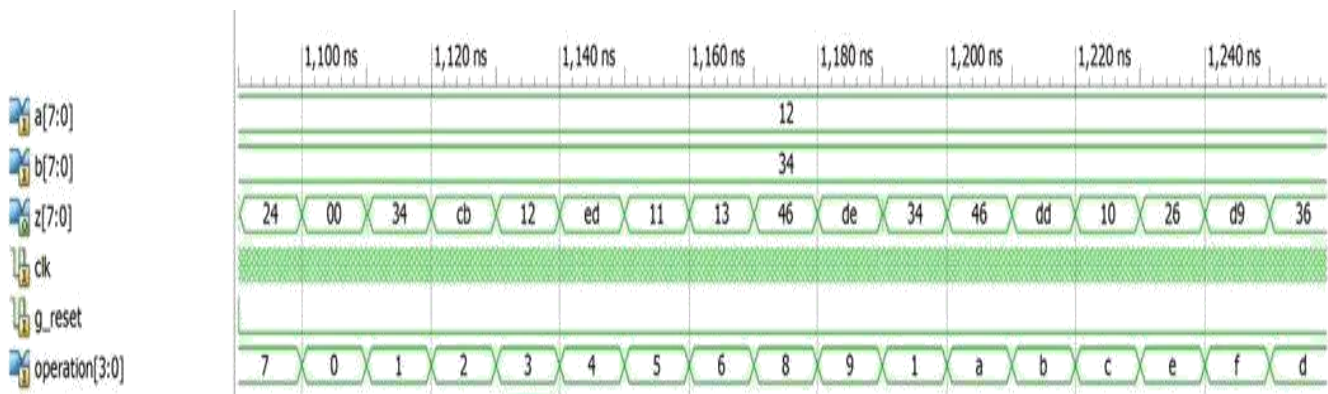 1,100 ns 1,120 ns 1,140 ns 1,160 ns 1,180 ns 1,200 ns 1,220 ns 1,240 ns
a[7:0] 12
b[7:0] 34
z[7:0] 24 00 34 cb 12 ed 11 13 46 de 34 46 dd 10 26 d9 36
clk
g_reset
operation[3:0] 7 0 1 2 3 4 5 6 8 9 1 a b c e f d